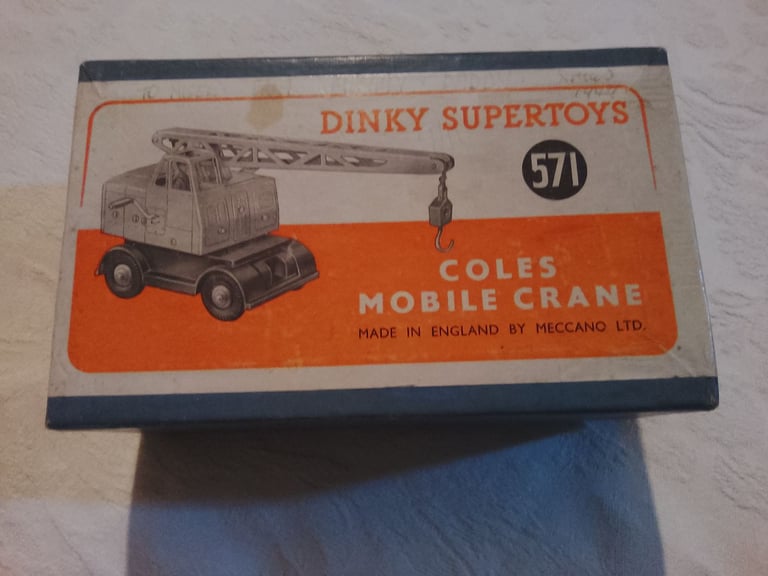 DINKY SUPERTOYS
571
COLES
MOBILE CRANE
MADE IN ENGLAND BY MECCANO LTD.